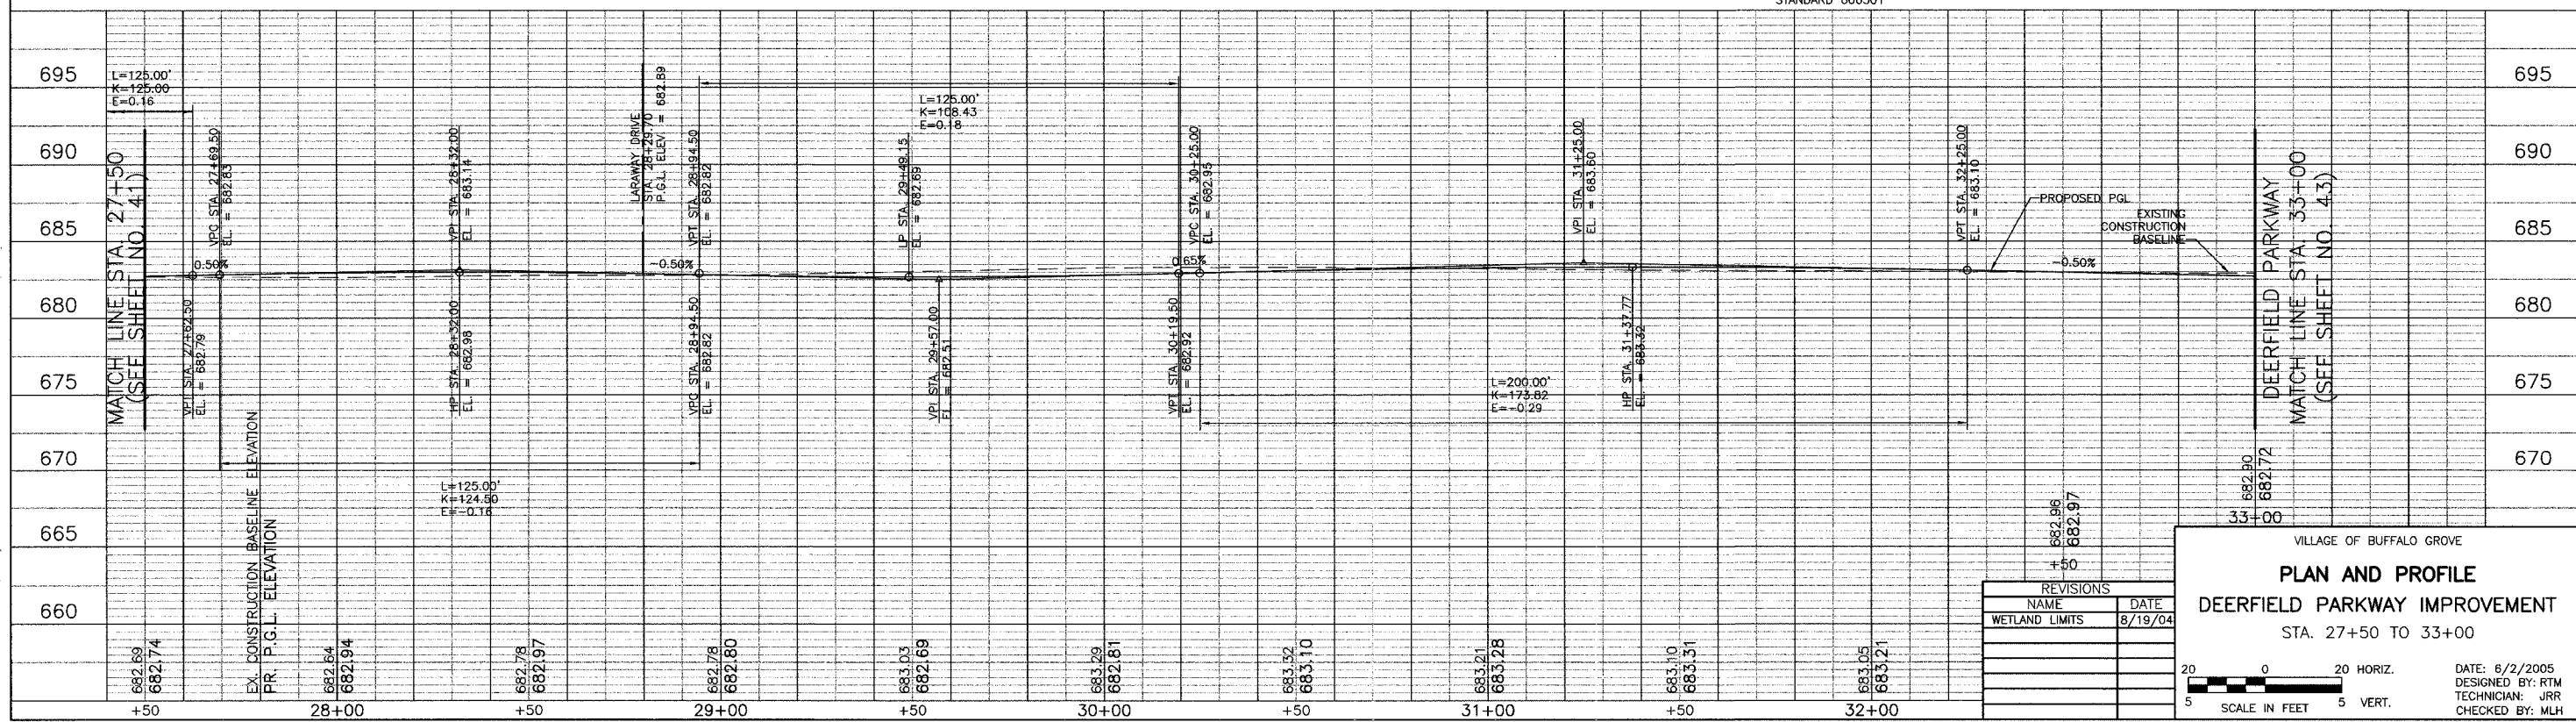 STANDARD 606501
695
690
685
680
675
670
665
660
695
690
685
680
675
670
L=125.00'
K=125.00
E=0.16
MATCH LINE STA. 27+50
(SEE SHEET NO. 41)
VPT STA. 27+62.50
EL. = 682.79
VPC STA. 27+69.50
EL. = 682.83
0.50%
VPI STA. 28+32.00
EL. = 683.14
HP STA. 28+32.00
EL. = 682.98
L=125.00'
K=124.50
E=-0.16
LARAWAY DRIVE
STA. 28+29.70
P.G.L. ELEV. = 682.89
-0.50%
VPT STA. 28+94.50
EL. = 682.82
VPC STA. 28+94.50
EL. = 682.82
L=125.00'
K=108.43
E=0.18
LP STA. 29+49.15
EL. = 682.69
VPI STA. 29+57.00
EL. = 682.51
VPC STA. 30+25.00
EL. = 682.95
0.65%
VPT STA. 30+19.50
EL. = 682.92
L=200.00'
K=173.82
E=-0.29
VPI STA. 31+25.00
EL. = 683.60
HP STA. 31+37.77
EL. = 683.32
VPT STA. 32+25.00
EL. = 683.10
PROPOSED PGL
EXISTING
CONSTRUCTION
BASELINE
-0.50%
DEERFIELD PARKWAY
MATCH LINE STA. 33+00
(SEE SHEET NO. 43)
EX. CONSTRUCTION BASELINE ELEVATION
PR. P.G.L. ELEVATION
682.69
682.74
682.64
682.94
682.78
682.97
682.78
682.80
683.03
682.69
683.29
682.81
683.32
683.10
683.21
683.28
683.10
683.31
683.05
683.21
682.96
682.97
682.90
682.72
+50
28+00
+50
29+00
+50
30+00
+50
31+00
+50
32+00
+50
33+00
REVISIONS
NAME DATE
WETLAND LIMITS 8/19/04
VILLAGE OF BUFFALO GROVE
PLAN AND PROFILE
DEERFIELD PARKWAY IMPROVEMENT
STA. 27+50 TO 33+00
20 0 20 HORIZ.
5 SCALE IN FEET 5 VERT.
DATE: 6/2/2005
DESIGNED BY: RTM
TECHNICIAN: JRR
CHECKED BY: MLH